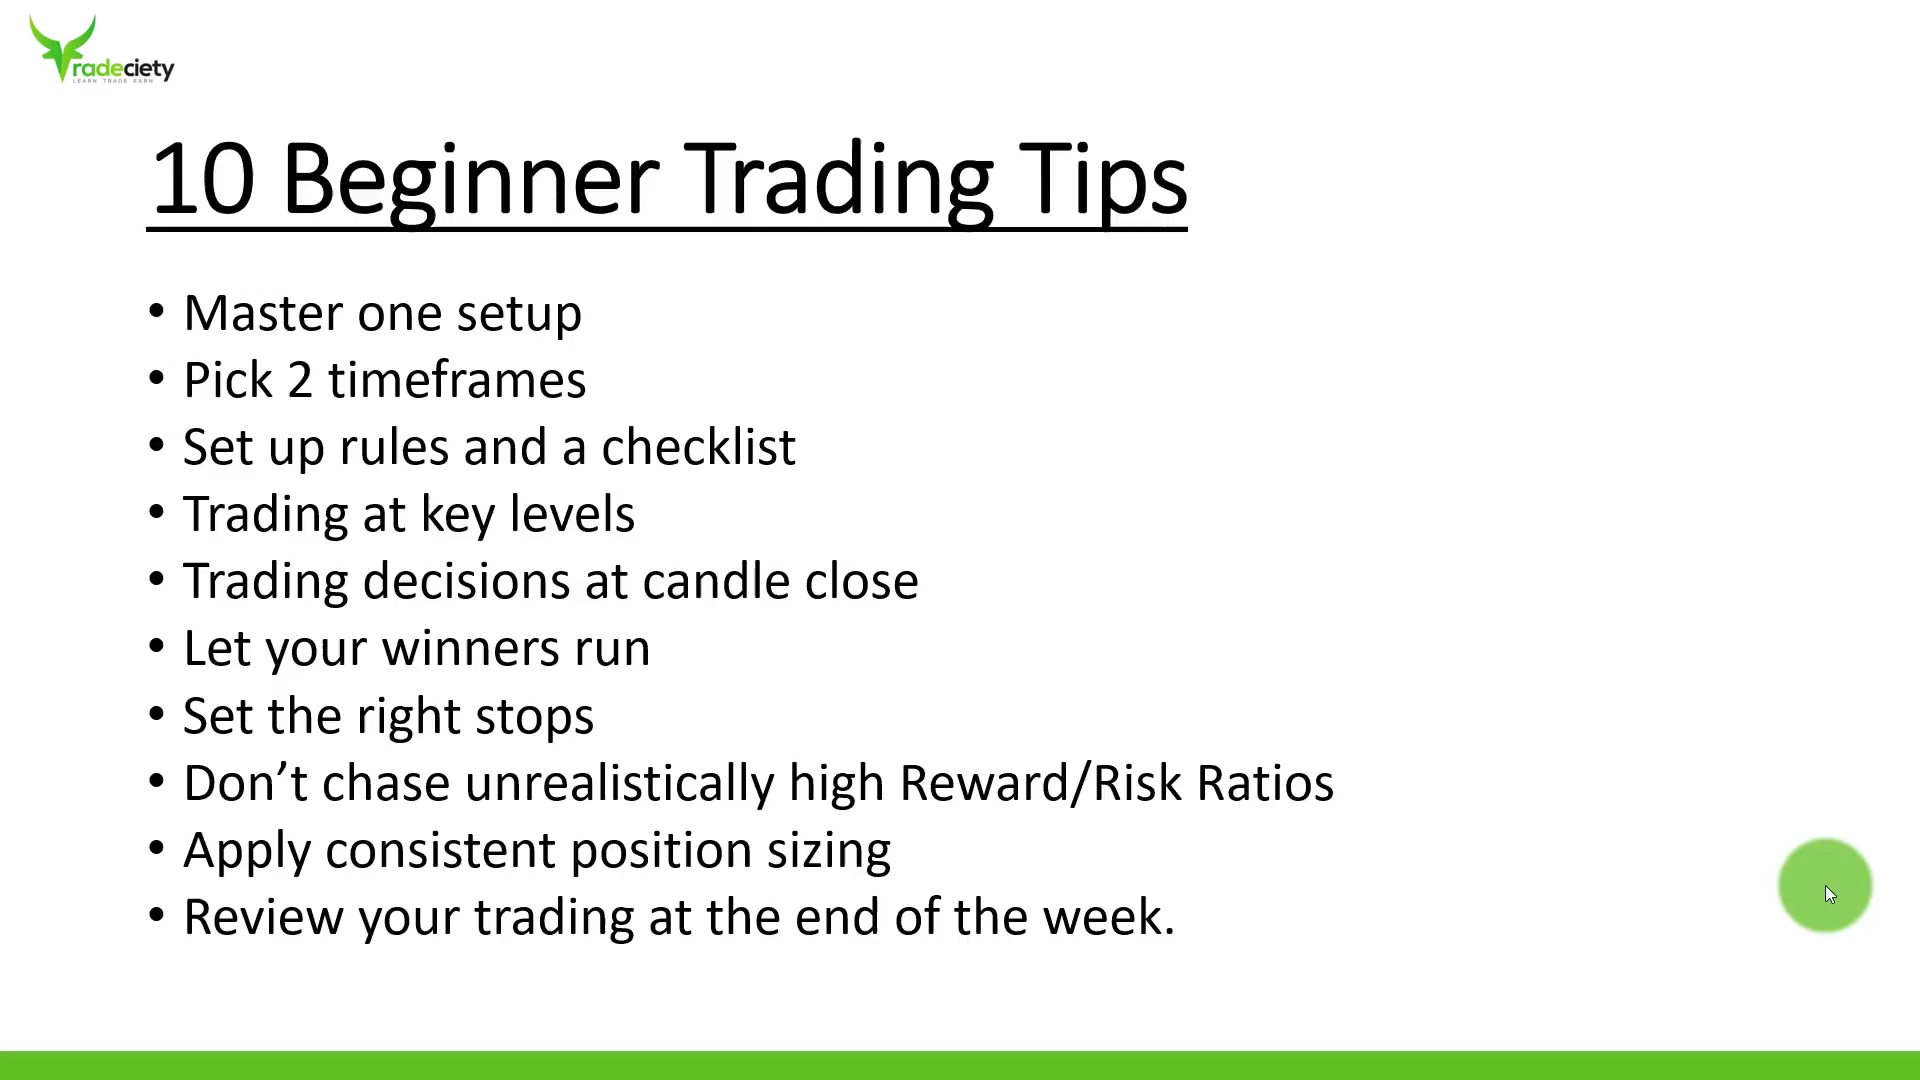 Tradeciety
LEARN TRADE EARN
10 Beginner Trading Tips
• Master one setup
• Pick 2 timeframes
• Set up rules and a checklist
• Trading at key levels
• Trading decisions at candle close
• Let your winners run
• Set the right stops
• Don’t chase unrealistically high Reward/Risk Ratios
• Apply consistent position sizing
• Review your trading at the end of the week.